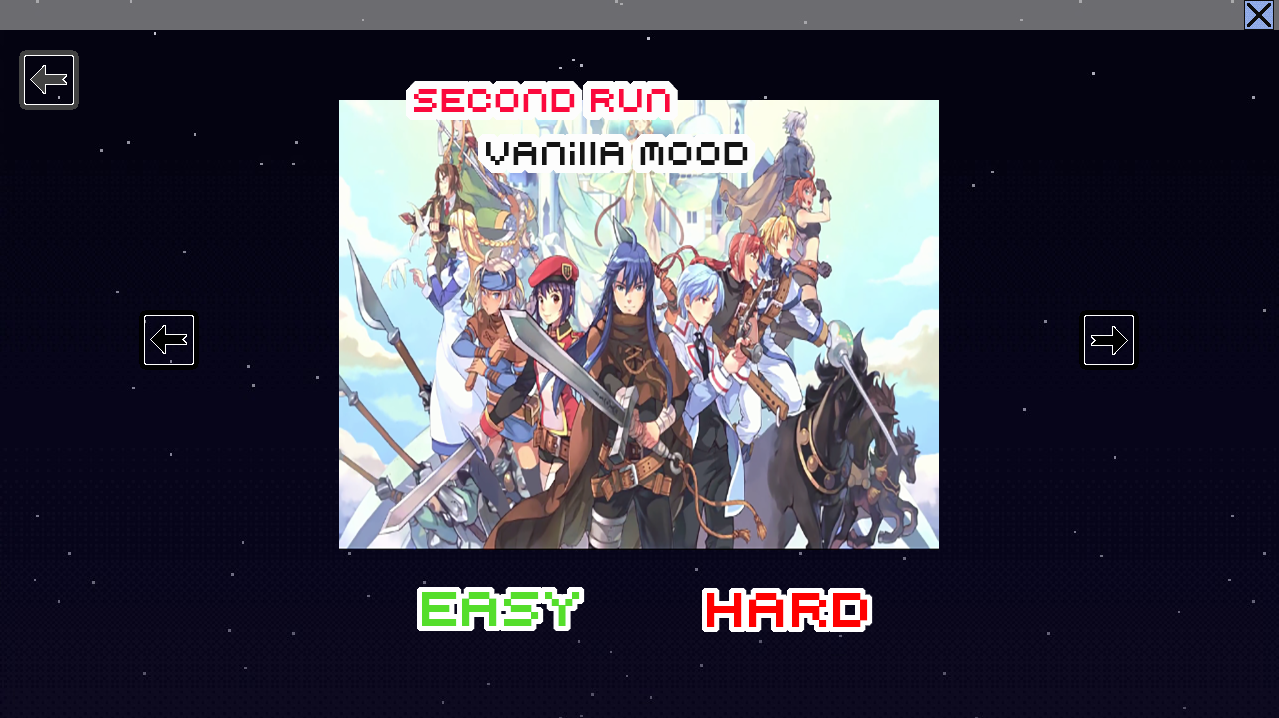 SECOND RUN
VAnillA MOOD
EASY
HARD